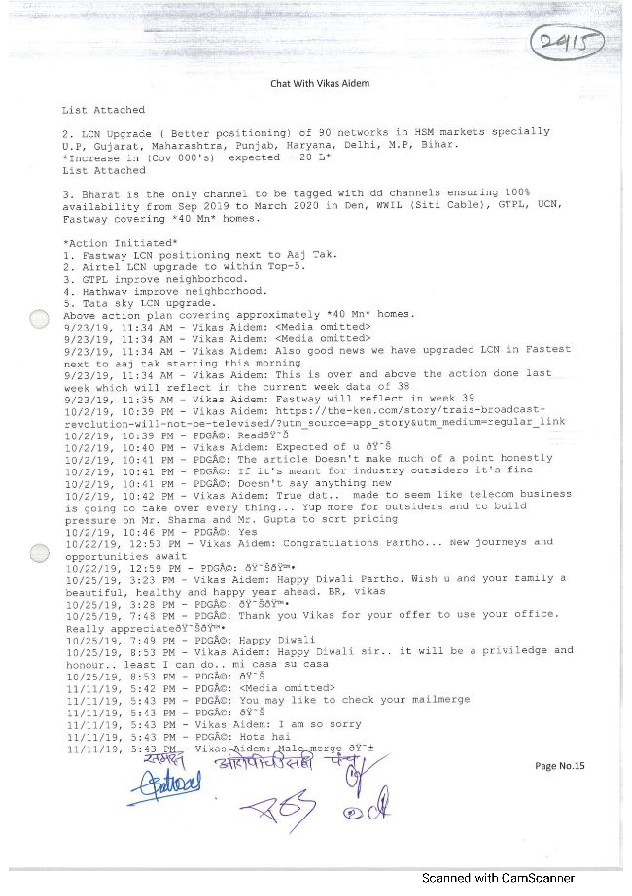 2415
Chat With Vikas Aidem
List Attached
2. LCN Upgrade ( Better positioning) of 90 networks in HSM markets specially
U.P, Gujarat, Maharashtra, Punjab, Haryana, Delhi, M.P, Bihar.
*Increase in (Cov 000's) expected - 20 L*
List Attached
3. Bharat is the only channel to be tagged with dd channels ensuring 100%
availability from Sep 2019 to March 2020 in Den, WWIL (Siti Cable), GTPL, UCN,
Fastway covering *40 Mn* homes.
*Action Initiated*
1. Fastway LCN positioning next to Aaj Tak.
2. Airtel LCN upgrade to within Top-5.
3. GTPL improve neighborhood.
4. Hathway improve neighborhood.
5. Tata sky LCN upgrade.
Above action plan covering approximately *40 Mn* homes.
9/23/19, 11:34 AM - Vikas Aidem: <Media omitted>
9/23/19, 11:34 AM - Vikas Aidem: <Media omitted>
9/23/19, 11:34 AM - Vikas Aidem: Also good news we have upgraded LCN in Fastest
next to aaj tak starting this morning
9/23/19, 11:34 AM - Vikas Aidem: This is over and above the action done last
week which will reflect in the current week data of 38
9/23/19, 11:35 AM - Vikas Aidem: Fastway will reflect in week 39
10/2/19, 10:39 PM - Vikas Aidem: https://the-ken.com/story/trais-broadcast-
revolution-will-not-be-televised/?utm_source=app_story&utm_medium=regular_link
10/2/19, 10:39 PM - PDGÂ©: Readðÿ˜Š
10/2/19, 10:40 PM - Vikas Aidem: Expected of u ðŸ˜Š
10/2/19, 10:41 PM - PDGÂ©: The article Doesn't make much of a point honestly
10/2/19, 10:41 PM - PDGÂ©: If it's meant for industry outsiders it's fine
10/2/19, 10:41 PM - PDGÂ©: Doesn't say anything new
10/2/19, 10:42 PM - Vikas Aidem: True dat.. made to seem like telecom business
is going to take over every thing... Yup more for outsiders and to build
pressure on Mr. Sharma and Mr. Gupta to sort pricing
10/2/19, 10:46 PM - PDGÂ©: Yes
10/22/19, 12:53 PM - Vikas Aidem: Congratulations Partho... New journeys and
opportunities await
10/22/19, 12:59 PM - PDGÂ©: ðŸ˜ŠðŸ™•
10/25/19, 3:23 PM - Vikas Aidem: Happy Diwali Partho. Wish u and your family a
beautiful, healthy and happy year ahead. BR, vikas
10/25/19, 3:28 PM - PDGÂ©: ðŸ˜ŠðŸ™•
10/25/19, 7:48 PM - PDGÂ©: Thank you Vikas for your offer to use your office.
Really appreciateðŸ˜ŠðŸ™•
10/25/19, 7:49 PM - PDGÂ©: Happy Diwali
10/25/19, 8:53 PM - Vikas Aidem: Happy Diwali sir.. it will be a priviledge and
honour.. least I can do.. mi casa su casa
10/25/19, 8:53 PM - PDGÂ©: ðŸ˜Š
11/11/19, 5:42 PM - PDGÂ©: <Media omitted>
11/11/19, 5:43 PM - PDGÂ©: You may like to check your mailmerge
11/11/19, 5:43 PM - Vikas Aidem: I am so sorry
11/11/19, 5:43 PM - PDGÂ©: Hota hai
11/11/19, 5:43 PM - Vikas Aidem: Male merge ðŸ˜±
समक्ष आरोपीची सही पंच
Page No.15
Scanned with CamScanner